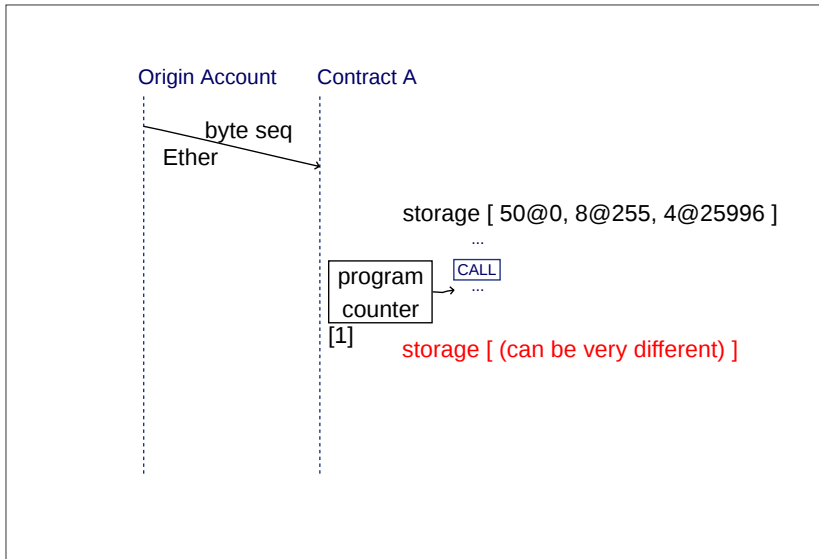 Origin Account
Contract A
byte seq
Ether
storage [ 50@0, 8@255, 4@25996 ]
...
CALL
...
program
counter
[1]
storage [ (can be very different) ]